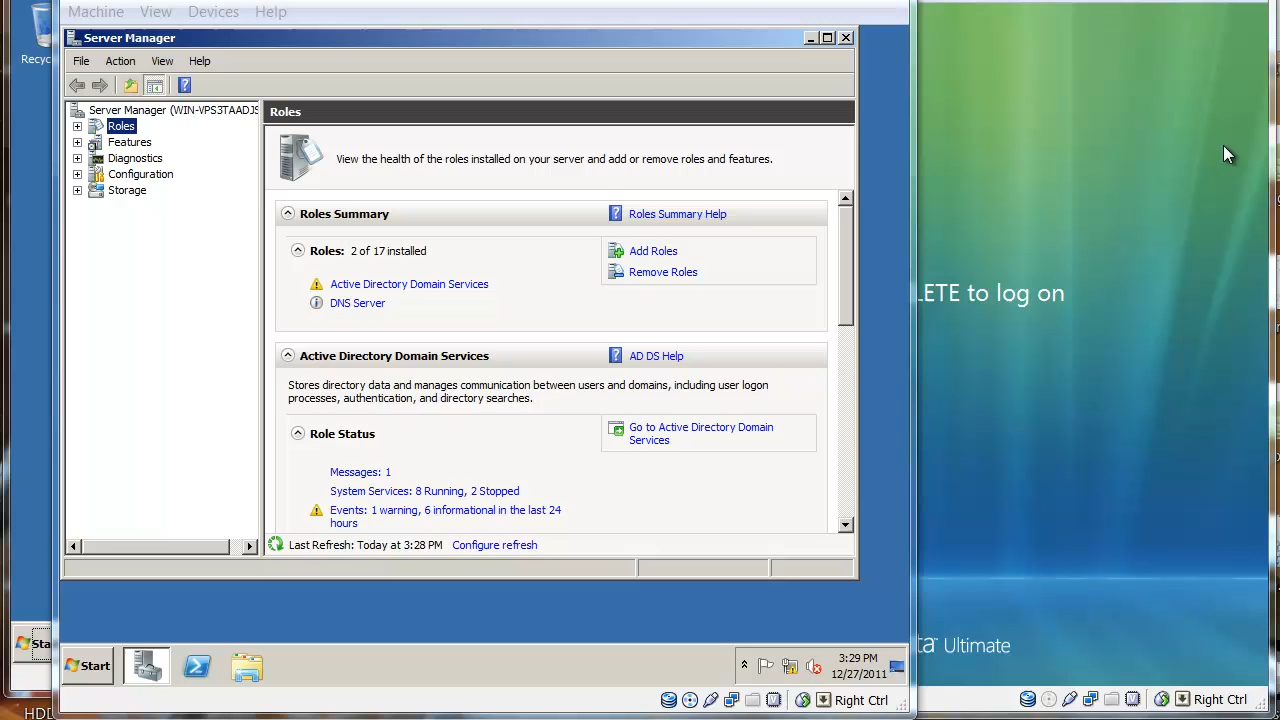 Machine View Devices Help
Recyc
Server Manager
File Action View Help
Server Manager (WIN-VPS3TAADJS
Roles
Features
Diagnostics
Configuration
Storage
Roles
View the health of the roles installed on your server and add or remove roles and features.
Roles Summary
Roles Summary Help
Roles: 2 of 17 installed
Add Roles
Remove Roles
Active Directory Domain Services
DNS Server
Active Directory Domain Services
AD DS Help
Stores directory data and manages communication between users and domains, including user logon
processes, authentication, and directory searches.
Role Status
Go to Active Directory Domain
Services
Messages: 1
System Services: 8 Running, 2 Stopped
Events: 1 warning, 6 informational in the last 24
hours
Last Refresh: Today at 3:28 PM Configure refresh
LETE to log on
ta™ Ultimate
Sta
Start
3:29 PM
12/27/2011
Right Ctrl
Right Ctrl
HDD